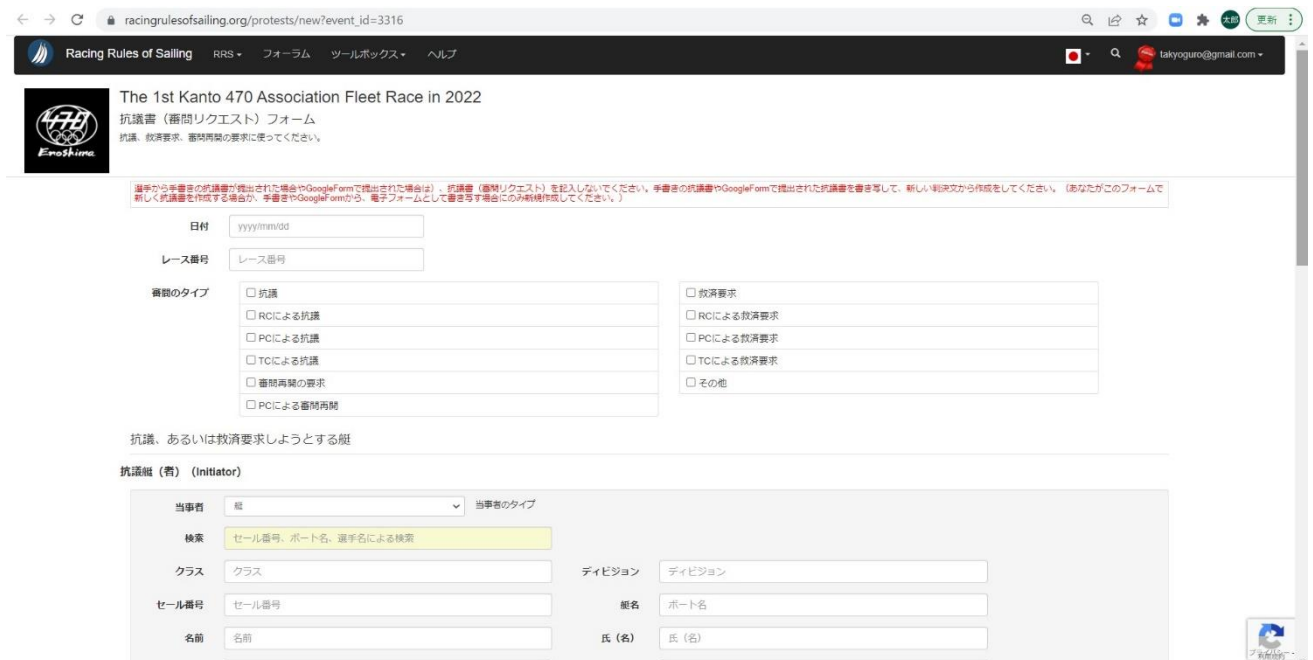 racingrulesofsailing.org/protests/new?event_id=3316
太郎
更新
Racing Rules of Sailing RRS フォーラム ツールボックス ヘルプ
takyoguro@gmail.com
470
Enoshima
The 1st Kanto 470 Association Fleet Race in 2022
抗議書（審問リクエスト）フォーム
抗議、救済要求、審問再開の要求に使ってください。
選手から手書きの抗議書が提出された場合やGoogleFormで提出された場合は）、抗議書（審問リクエスト）を記入しないでください。手書きの抗議書やGoogleFormで提出された抗議書を書き写して、新しい判決文から作成をしてください。（あなたがこのフォームで
新しく抗議書を作成する場合か、手書きやGoogleFormから、電子フォームとして書き写す場合にのみ新規作成してください。）
日付 yyyy/mm/dd
レース番号 レース番号
審問のタイプ 抗議 救済要求
RCによる抗議 RCによる救済要求
PCによる抗議 PCによる救済要求
TCによる抗議 TCによる救済要求
審問再開の要求 その他
PCによる審問再開
抗議、あるいは救済要求しようとする艇
抗議艇（者）（Initiator）
当事者 艇 当事者のタイプ
検索 セール番号、ボート名、選手名による検索
クラス クラス ディビジョン ディビジョン
セール番号 セール番号 艇名 ボート名
名前 名前 氏（名） 氏（名）